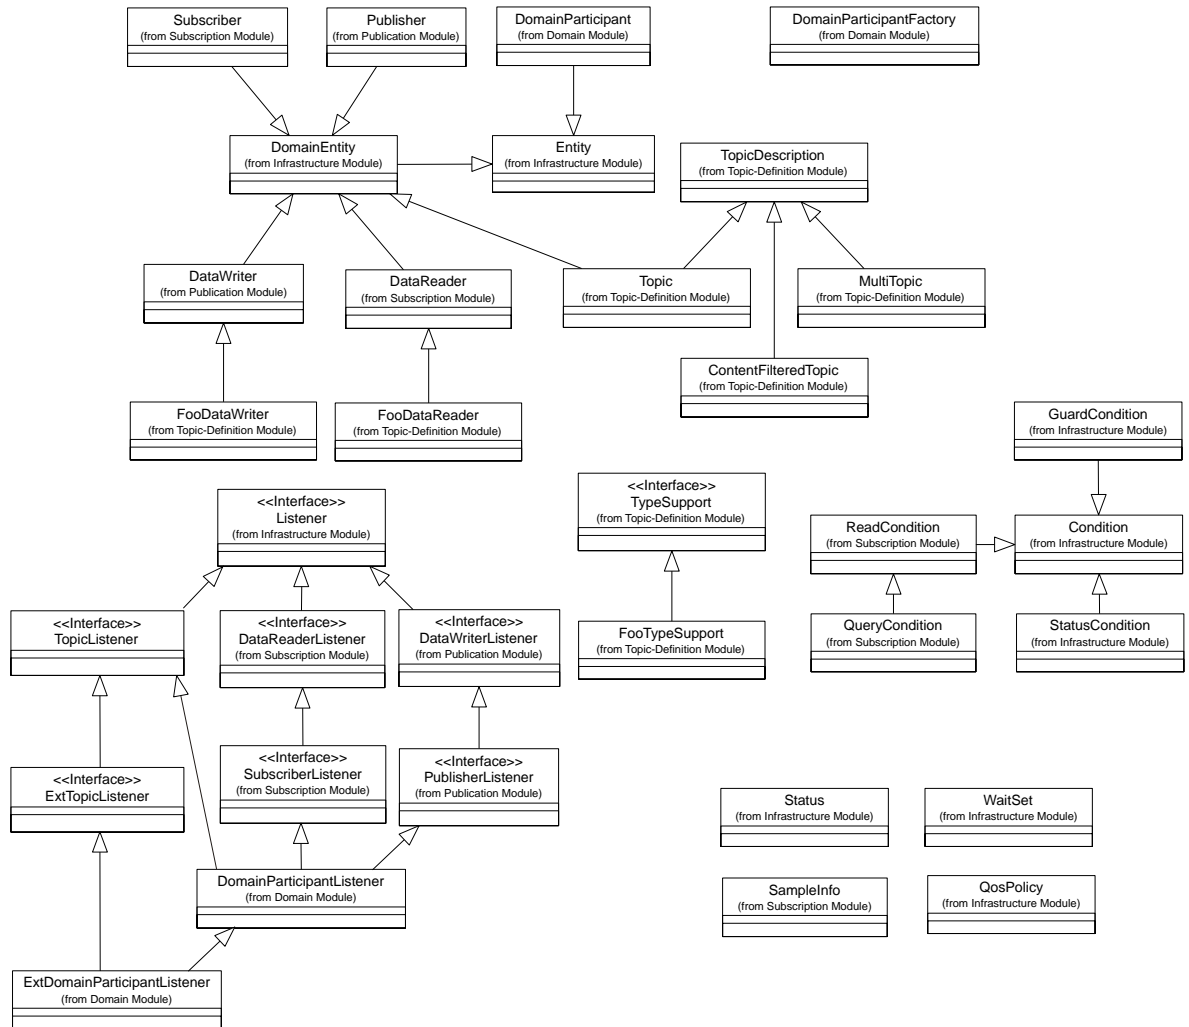 Subscriber
(from Subscription Module)
Publisher
(from Publication Module)
DomainParticipant
(from Domain Module)
DomainParticipantFactory
(from Domain Module)
DomainEntity
(from Infrastructure Module)
Entity
(from Infrastructure Module)
TopicDescription
(from Topic-Definition Module)
DataWriter
(from Publication Module)
DataReader
(from Subscription Module)
Topic
(from Topic-Definition Module)
MultiTopic
(from Topic-Definition Module)
ContentFilteredTopic
(from Topic-Definition Module)
FooDataWriter
(from Topic-Definition Module)
FooDataReader
(from Topic-Definition Module)
GuardCondition
(from Infrastructure Module)
<<Interface>>
Listener
(from Infrastructure Module)
<<Interface>>
TypeSupport
(from Topic-Definition Module)
ReadCondition
(from Subscription Module)
Condition
(from Infrastructure Module)
<<Interface>>
TopicListener
<<Interface>>
DataReaderListener
(from Subscription Module)
<<Interface>>
DataWriterListener
(from Publication Module)
FooTypeSupport
(from Topic-Definition Module)
QueryCondition
(from Subscription Module)
StatusCondition
(from Infrastructure Module)
<<Interface>>
ExtTopicListener
<<Interface>>
SubscriberListener
(from Subscription Module)
<<Interface>>
PublisherListener
(from Publication Module)
Status
(from Infrastructure Module)
WaitSet
(from Infrastructure Module)
DomainParticipantListener
(from Domain Module)
SampleInfo
(from Subscription Module)
QosPolicy
(from Infrastructure Module)
ExtDomainParticipantListener
(from Domain Module)